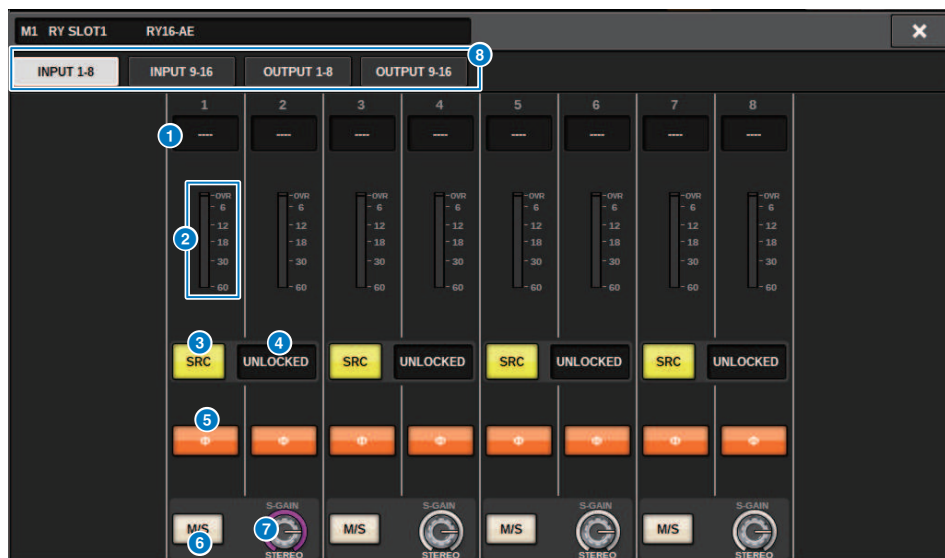 M1 RY SLOT1 RY16-AE ×
8
INPUT 1-8 INPUT 9-16 OUTPUT 1-8 OUTPUT 9-16
1 2 3 4 5 6 7 8
1 ---- ---- ---- ---- ---- ---- ---- ----
OVR OVR OVR OVR OVR OVR OVR OVR
6 6 6 6 6 6 6 6
12 12 12 12 12 12 12 12
2
18 18 18 18 18 18 18 18
30 30 30 30 30 30 30 30
60 60 60 60 60 60 60 60
3 4
SRC UNLOCKED SRC UNLOCKED SRC UNLOCKED SRC UNLOCKED
5
Φ Φ Φ Φ Φ Φ Φ Φ
S-GAIN S-GAIN S-GAIN S-GAIN
M/S 7 M/S M/S M/S
6
STEREO STEREO STEREO STEREO